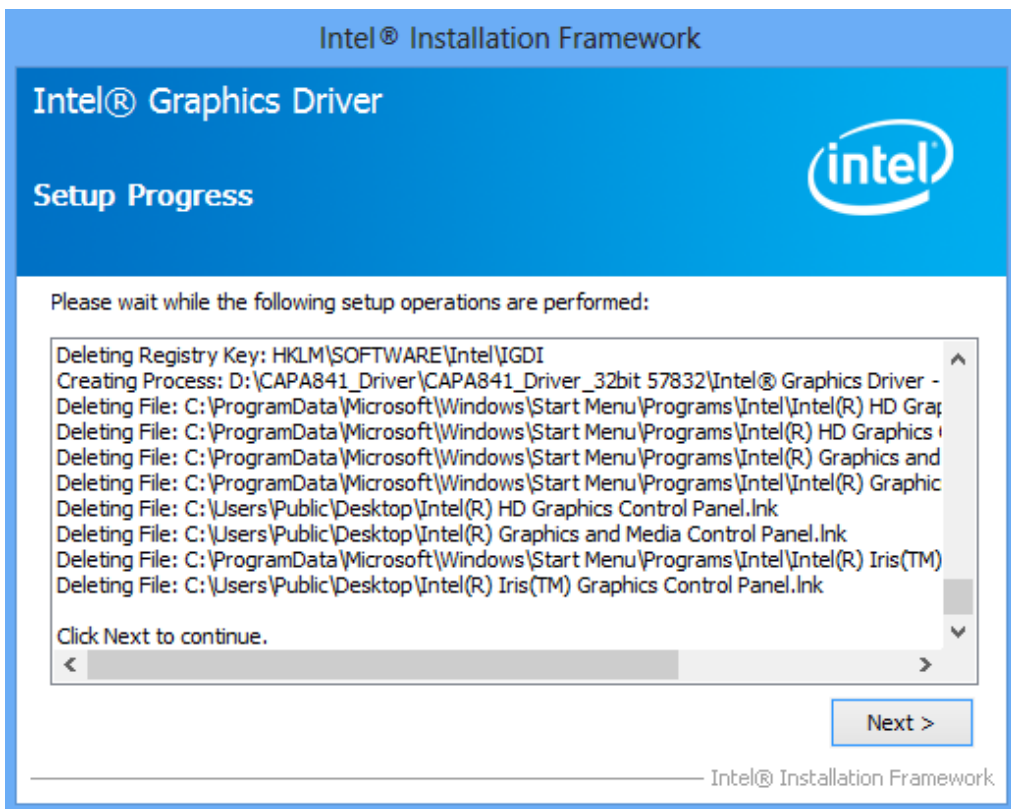 Intel® Installation Framework
Intel® Graphics Driver
intel
Setup Progress
Please wait while the following setup operations are performed:
Deleting Registry Key: HKLM\SOFTWARE\Intel\IGDI
Creating Process: D:\CAPA841_Driver\CAPA841_Driver_32bit 57832\Intel® Graphics Driver -
Deleting File: C:\ProgramData\Microsoft\Windows\Start Menu\Programs\Intel\Intel(R) HD Grap
Deleting File: C:\ProgramData\Microsoft\Windows\Start Menu\Programs\Intel(R) HD Graphics
Deleting File: C:\ProgramData\Microsoft\Windows\Start Menu\Programs\Intel(R) Graphics and
Deleting File: C:\ProgramData\Microsoft\Windows\Start Menu\Programs\Intel\Intel(R) Graphic
Deleting File: C:\Users\Public\Desktop\Intel(R) HD Graphics Control Panel.lnk
Deleting File: C:\Users\Public\Desktop\Intel(R) Graphics and Media Control Panel.lnk
Deleting File: C:\ProgramData\Microsoft\Windows\Start Menu\Programs\Intel\Intel(R) Iris(TM)
Deleting File: C:\Users\Public\Desktop\Intel(R) Iris(TM) Graphics Control Panel.lnk
Click Next to continue.
Next >
Intel® Installation Framework